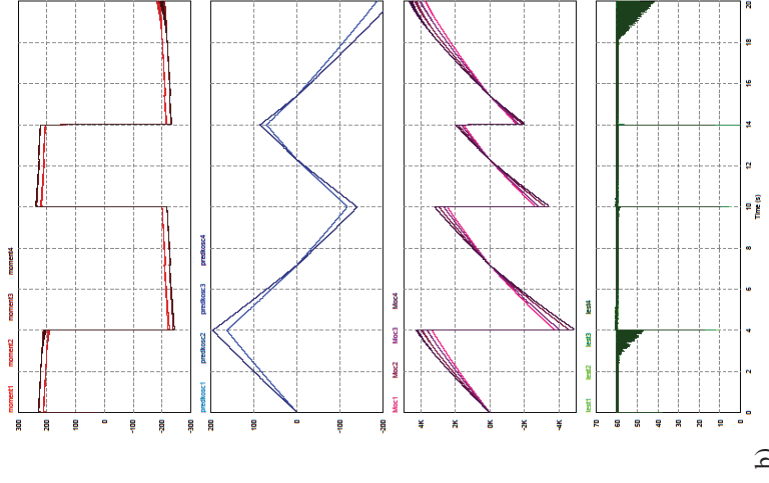 moment1 moment2 moment3 moment4
300
200
100
0
-100
-200
-300
predkosc1 predkosc2 predkosc3 predkosc4
200
100
0
-100
-200
Moc1 Moc2 Moc3 Moc4
4K
2K
0K
-2K
-4K
test1 test2 test3 test4
70
60
50
40
30
20
10
0
0 2 4 6 8 10 12 14 16 18 20
Time (s)
b)